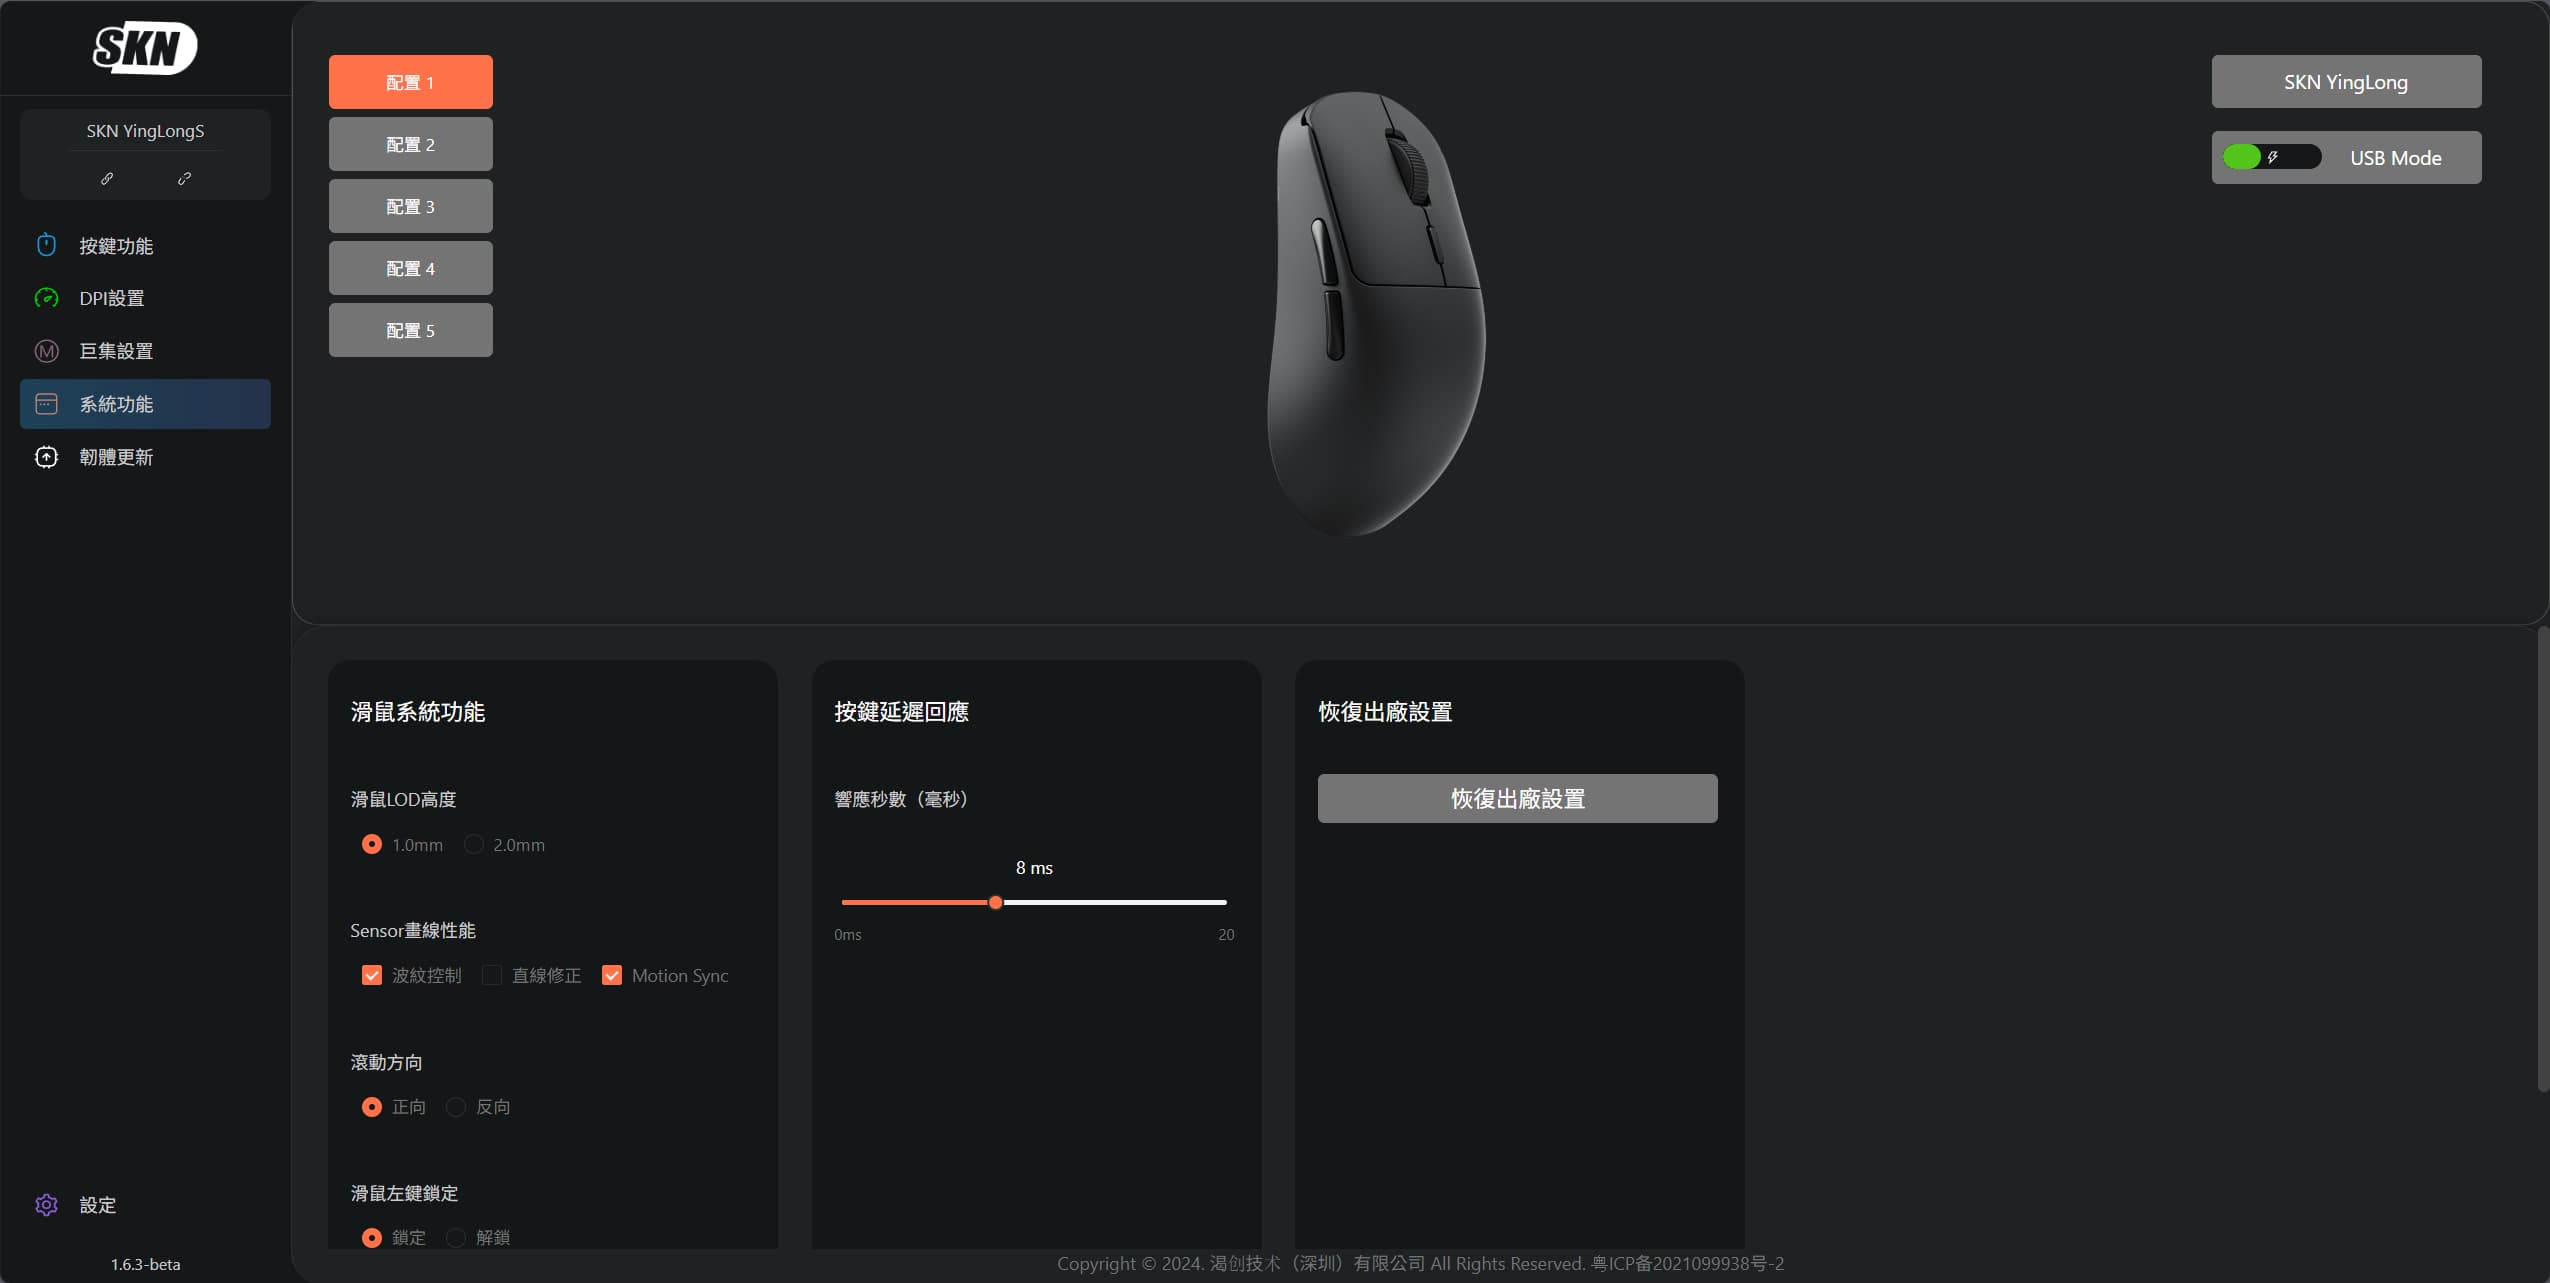 SKN
SKN YingLongS
按鍵功能
DPI設置
巨集設置
系統功能
韌體更新
設定
1.6.3-beta
配置 1
配置 2
配置 3
配置 4
配置 5
SKN YingLong
USB Mode
滑鼠系統功能
滑鼠LOD高度
1.0mm 2.0mm
Sensor畫線性能
波紋控制 直線修正 Motion Sync
滾動方向
正向 反向
滑鼠左鍵鎖定
鎖定 解鎖
按鍵延遲回應
響應秒數（毫秒）
8 ms
0ms 20
恢復出廠設置
恢復出廠設置
Copyright © 2024. 渴创技术（深圳）有限公司 All Rights Reserved. 粤ICP备2021099938号-2